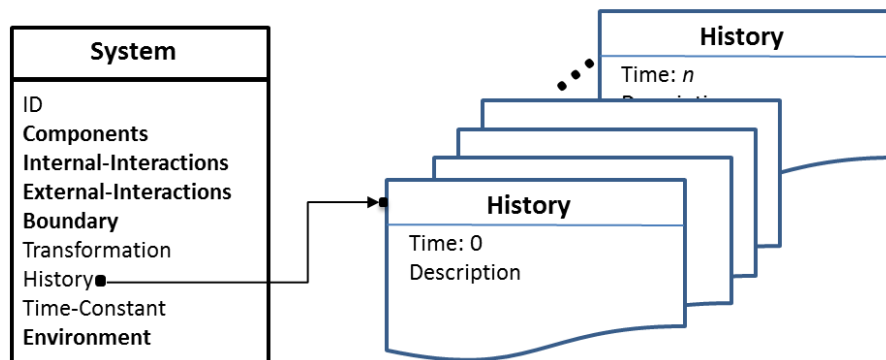 System
ID
Components
Internal-Interactions
External-Interactions
Boundary
Transformation
History
Time-Constant
Environment
History
Time: n
History
Time: 0
Description